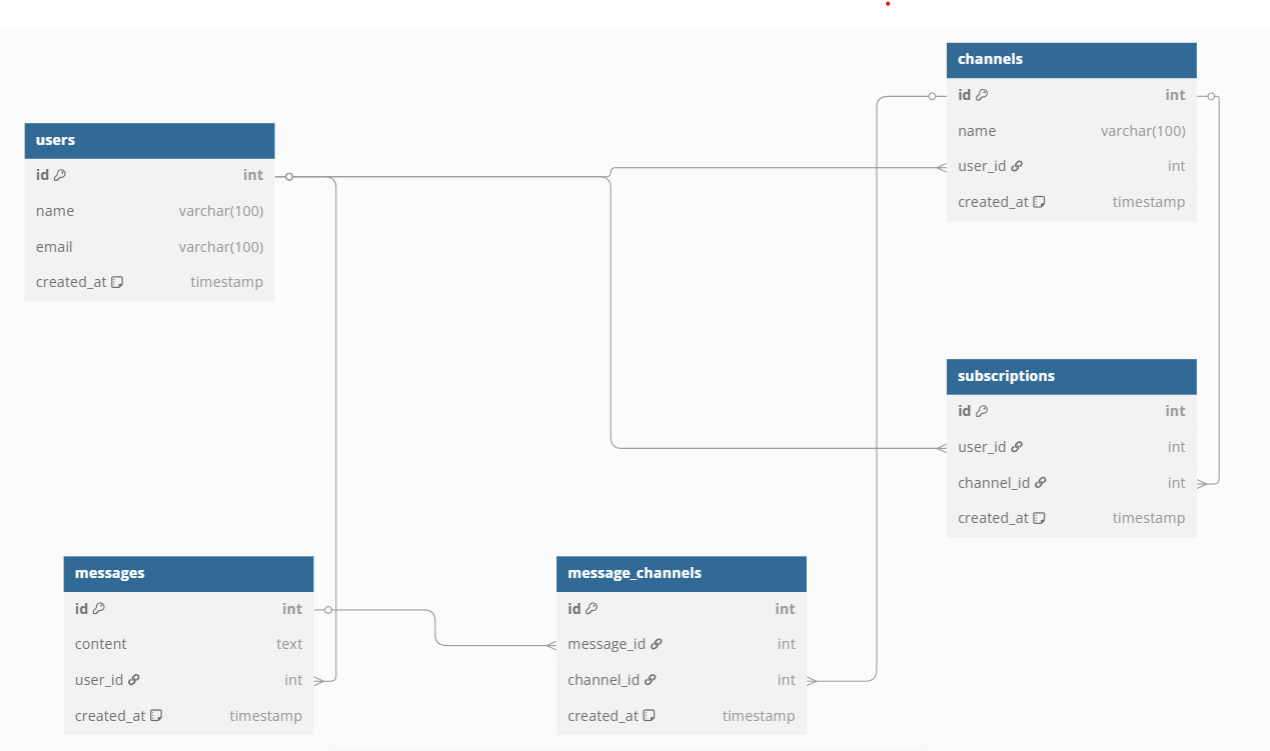 users
id int
name varchar(100)
email varchar(100)
created_at timestamp
channels
id int
name varchar(100)
user_id int
created_at timestamp
subscriptions
id int
user_id int
channel_id int
created_at timestamp
messages
id int
content text
user_id int
created_at timestamp
message_channels
id int
message_id int
channel_id int
created_at timestamp